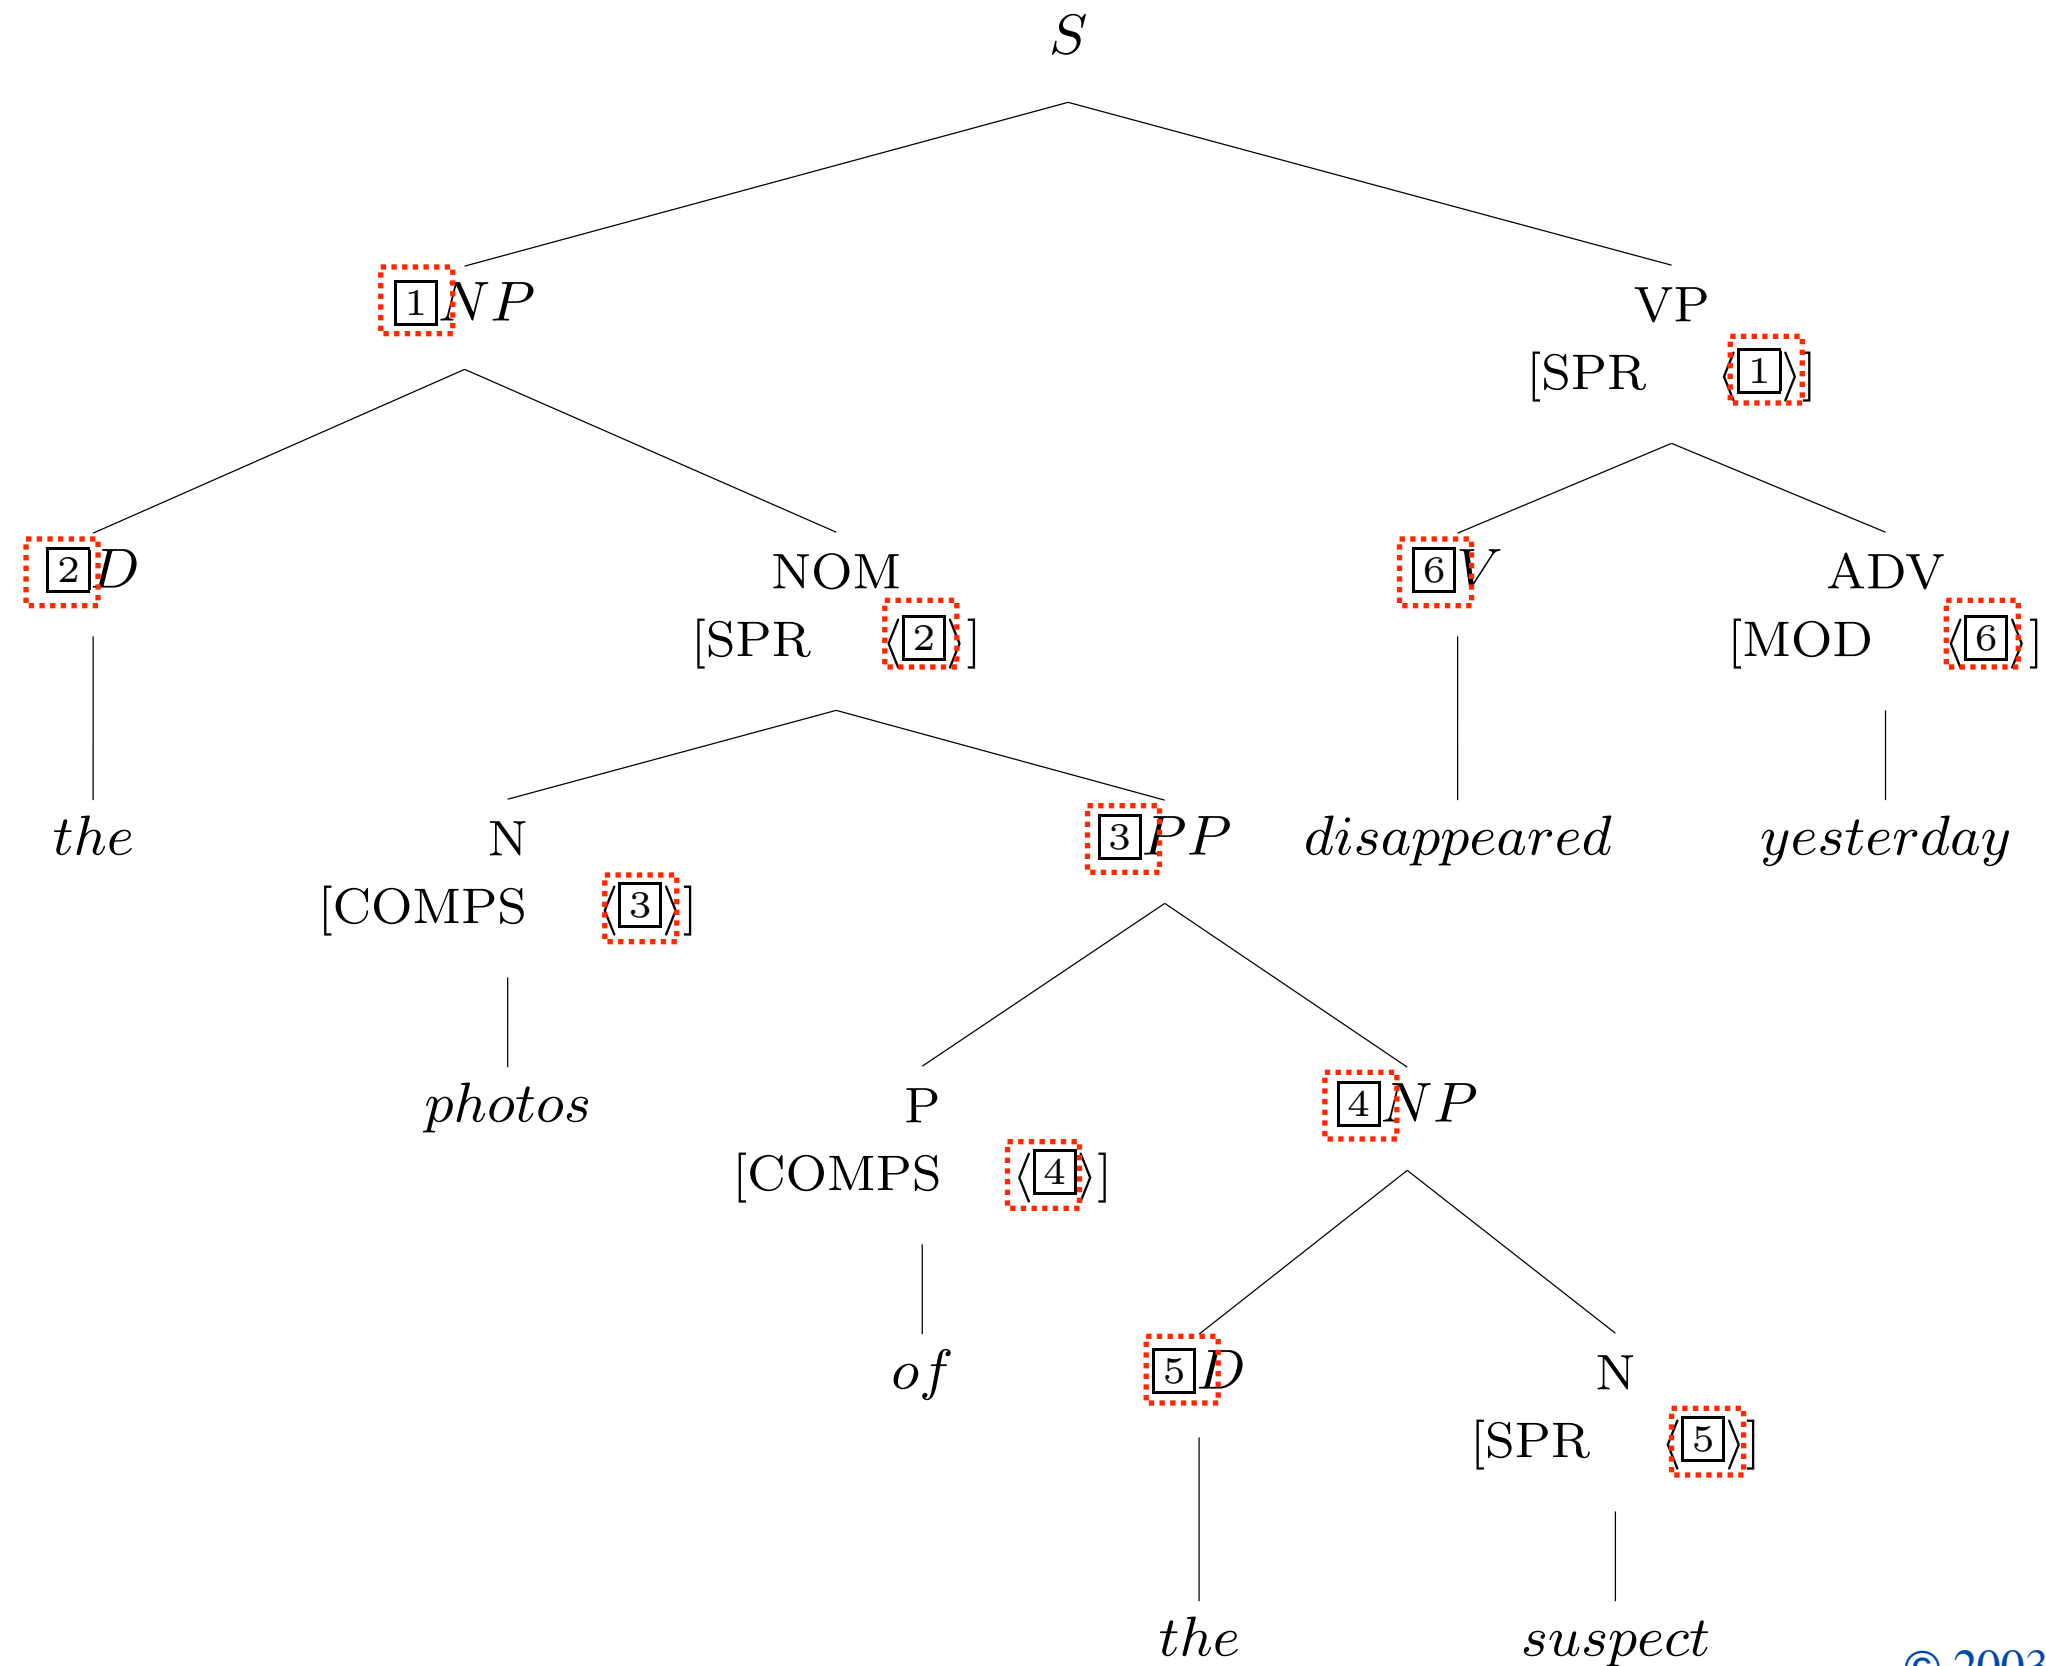 S
1 NP VP
[SPR ⟨1⟩]
2 D NOM 6 V ADV
[SPR ⟨2⟩] [MOD ⟨6⟩]
the N 3 PP disappeared yesterday
[COMPS ⟨3⟩]
photos P 4 NP
[COMPS ⟨4⟩]
of 5 D N
[SPR ⟨5⟩]
the suspect
© 2003